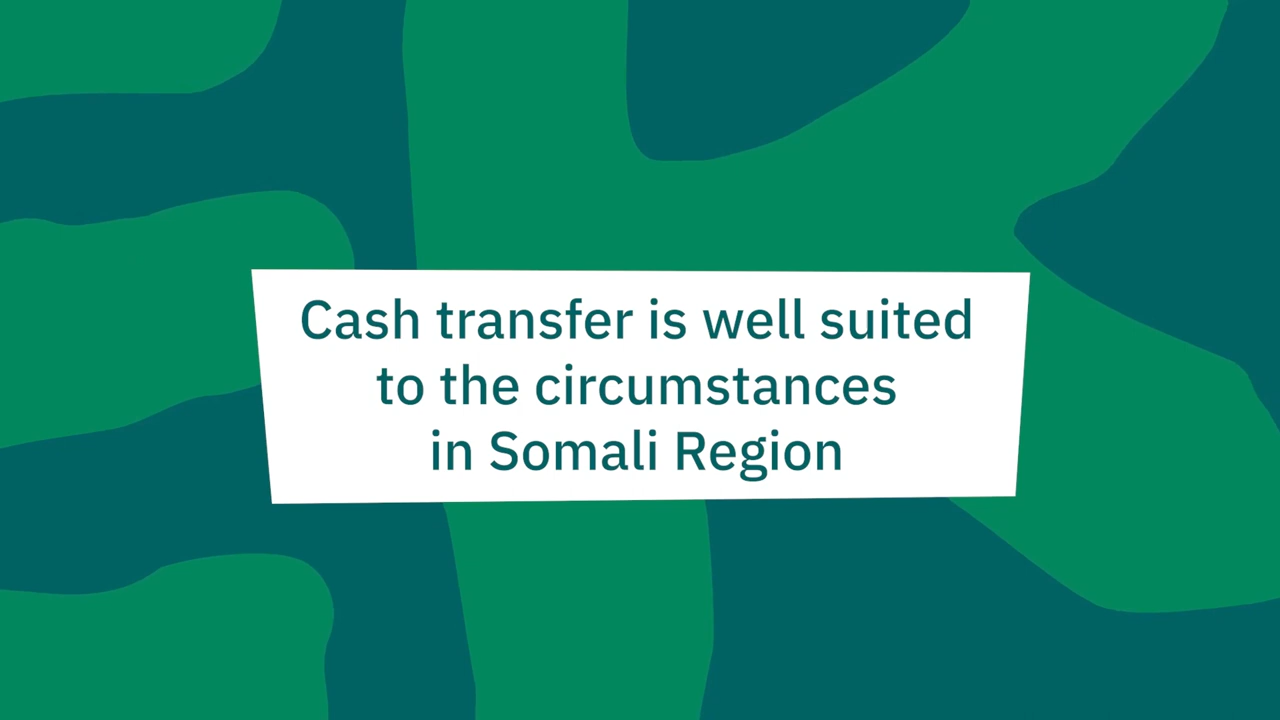 Cash transfer is well suited
to the circumstances
in Somali Region